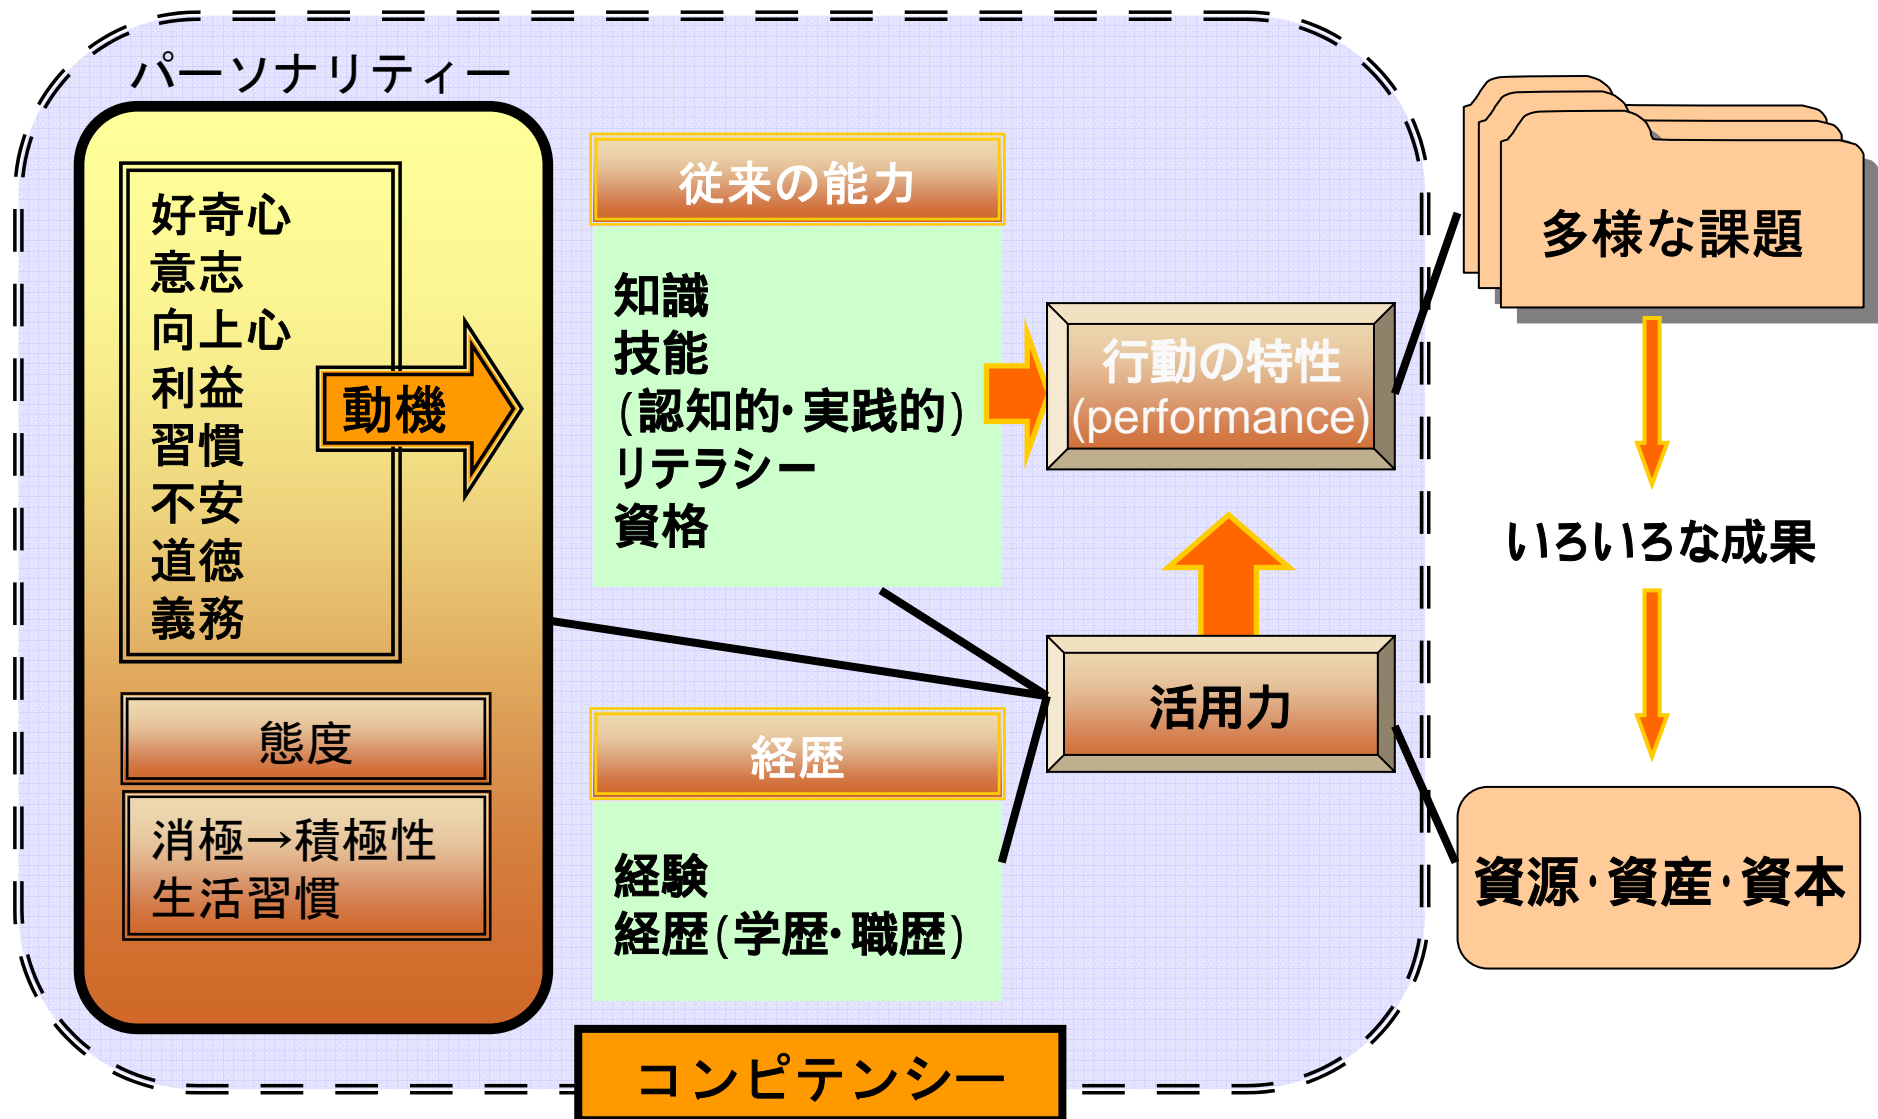 パーソナリティー
好奇心
意志
向上心
利益
習慣
不安
道徳
義務
動機
態度
消極→積極性
生活習慣
従来の能力
知識
技能
(認知的・実践的)
リテラシー
資格
経歴
経験
経歴(学歴・職歴)
行動の特性
(performance)
活用力
コンピテンシー
多様な課題
いろいろな成果
資源・資産・資本